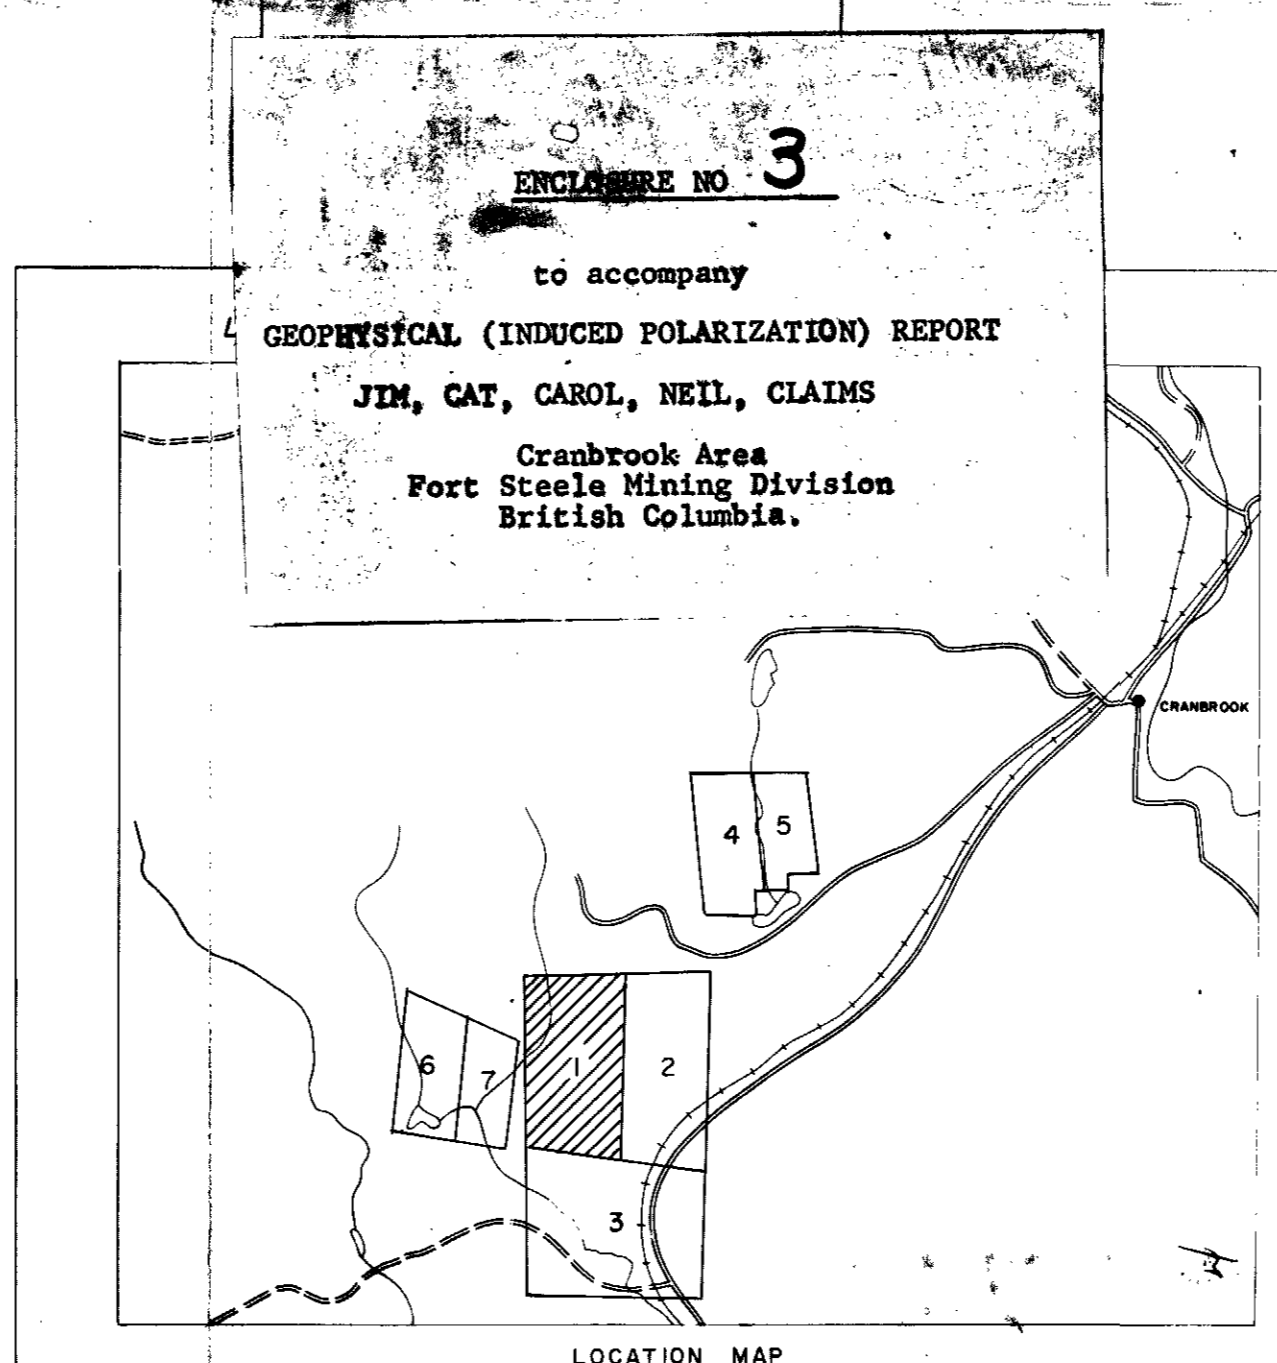 ENCLOSURE NO 3
to accompany
GEOPHYSICAL (INDUCED POLARIZATION) REPORT
JIM, CAT, CAROL, NEIL, CLAIMS
Cranbrook Area
Fort Steele Mining Division
British Columbia.
CRANBROOK
4
5
6
7
1
2
3
LOCATION MAP